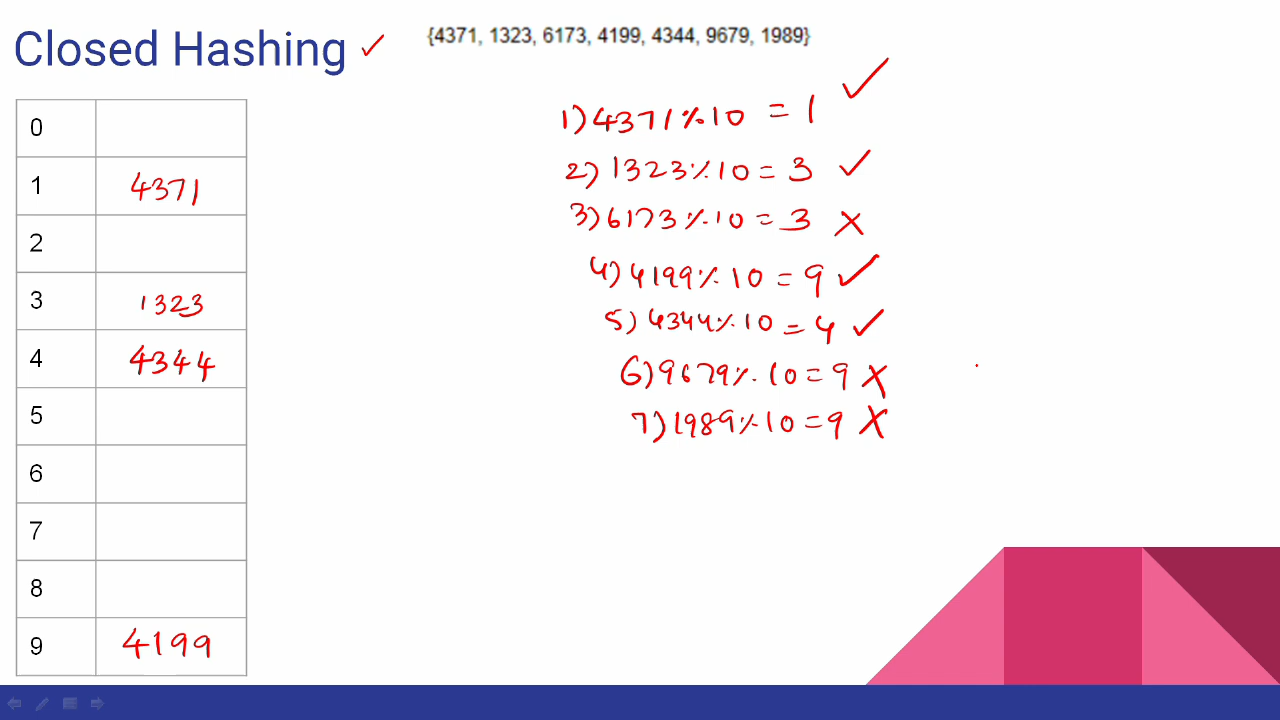 Closed Hashing ✓
{4371, 1323, 6173, 4199, 4344, 9679, 1989}
0
1 4371
2
3 1323
4 4344
5
6
7
8
9 4199
1) 4371 % 10 = 1 ✓
2) 1323 % 10 = 3 ✓
3) 6173 % 10 = 3 X
4) 4199 % 10 = 9 ✓
5) 4344 % 10 = 4 ✓
6) 9679 % 10 = 9 X
7) 1989 % 10 = 9 X